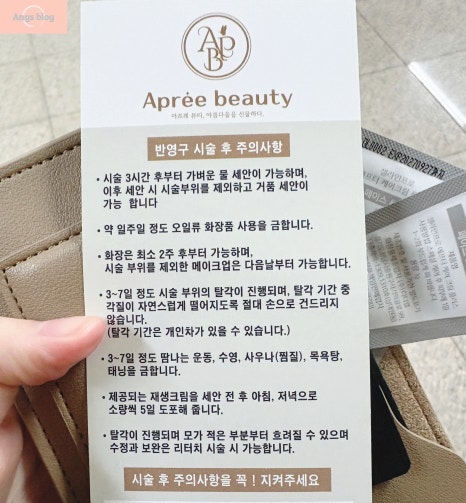 Anys blog
APB
Aprée beauty
아프레 뷰티, 아름다움을 선물하다.
반영구 시술 후 주의사항
• 시술 3시간 후부터 가벼운 물 세안이 가능하며,
이후 세안 시 시술부위를 제외하고 거품 세안이
가능 합니다
• 약 일주일 정도 오일류 화장품 사용을 금합니다.
• 화장은 최소 2주 후부터 가능하며,
시술 부위를 제외한 메이크업은 다음날부터 가능합니다.
• 3~7일 정도 시술 부위의 탈각이 진행되며, 탈각 기간 중
각질이 자연스럽게 떨어지도록 절대 손으로 건드리지
않습니다.
(탈각 기간은 개인차가 있을 수 있습니다.)
• 3~7일 정도 땀나는 운동, 수영, 사우나(찜질), 목욕탕,
태닝을 금합니다.
• 제공되는 재생크림을 세안 전 후 아침, 저녁으로
소량씩 5일 도포해 줍니다.
• 탈각이 진행되며 모가 적은 부분부터 흐려질 수 있으며
수정과 보완은 리터치 시술 시 가능합니다.
시술 후 주의사항을 꼭 ! 지켜주세요